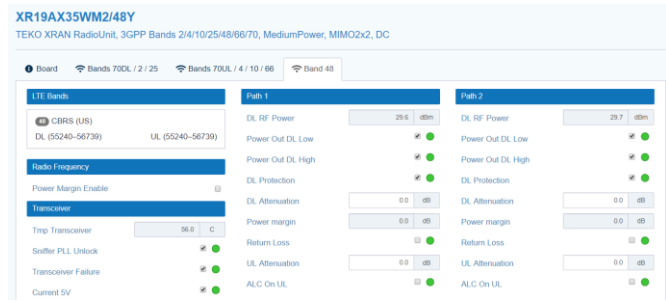 XR19AX35WM2/48Y
TEKO XRAN RadioUnit, 3GPP Bands 2/4/10/25/48/66/70, MediumPower, MIMO2x2, DC
Board
Bands 70DL / 2 / 25
Bands 70UL / 4 / 10 / 66
Band 48
LTE Bands
48 CBRS (US)
DL (55240–56739) UL (55240–56739)
Radio Frequency
Power Margin Enable
Transceiver
Tmp Transceiver 56.0 C
Sniffer PLL Unlock
Transceiver Failure
Current 5V
Path 1
DL RF Power 29.6 dBm
Power Out DL Low
Power Out DL High
DL Protection
DL Attenuation 0.0 dB
Power margin 0.0 dB
Return Loss
UL Attenuation 0.0 dB
ALC On UL
Path 2
DL RF Power 29.7 dBm
Power Out DL Low
Power Out DL High
DL Protection
DL Attenuation 0.0 dB
Power margin 0.0 dB
Return Loss
UL Attenuation 0.0 dB
ALC On UL